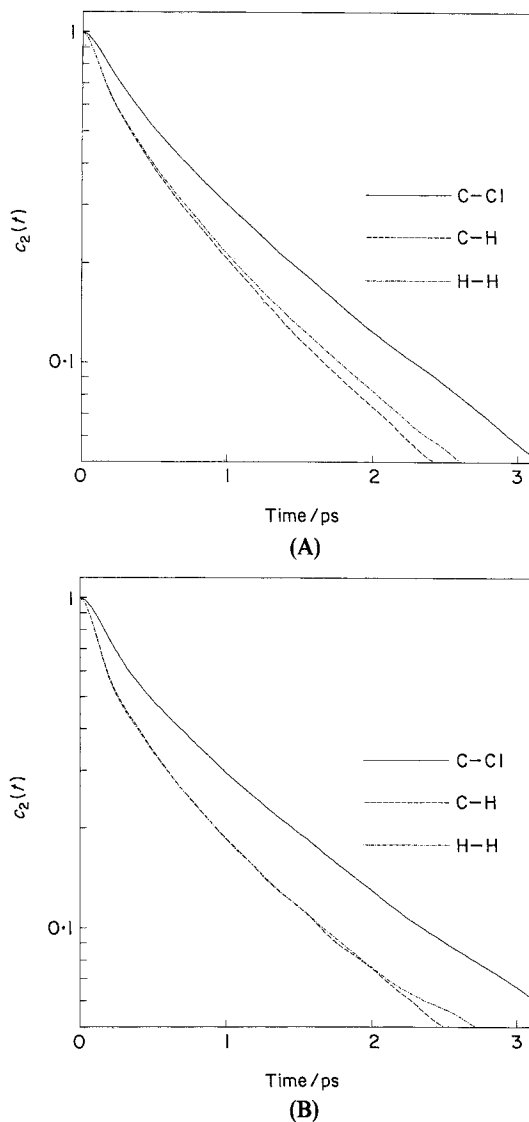 1
c₂(t)
0·1
C–Cl
C–H
H–H
0
1
2
3
Time/ps
(A)
1
c₂(t)
0·1
C–Cl
C–H
H–H
0
1
2
3
Time/ps
(B)